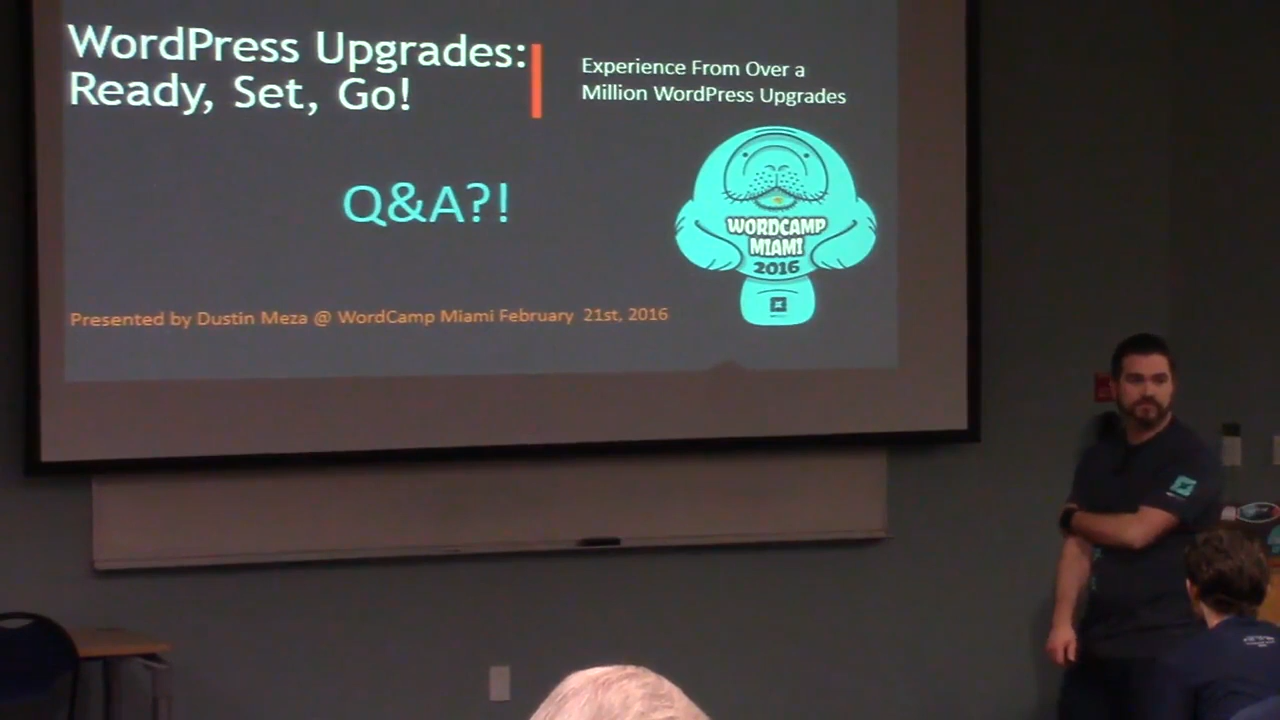 WordPress Upgrades:
Ready, Set, Go!
Experience From Over a
Million WordPress Upgrades
Q&A?!
WORDCAMP
MIAMI
2016
Presented by Dustin Meza @ WordCamp Miami February 21st, 2016